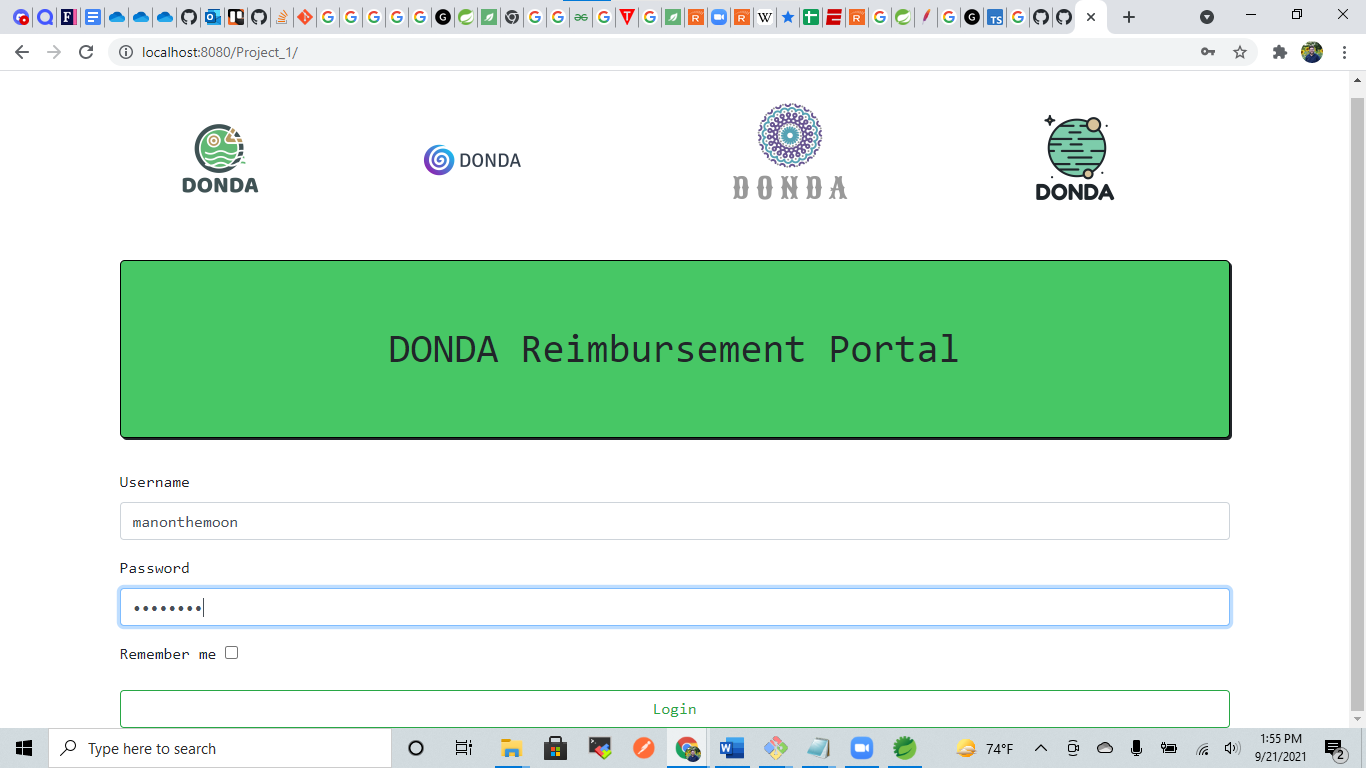 localhost:8080/Project_1/
DONDA
DONDA
DONDA
DONDA
DONDA Reimbursement Portal
Username
manonthemoon
Password
••••••••
Remember me
Login
Type here to search
74°F
1:55 PM
9/21/2021
2